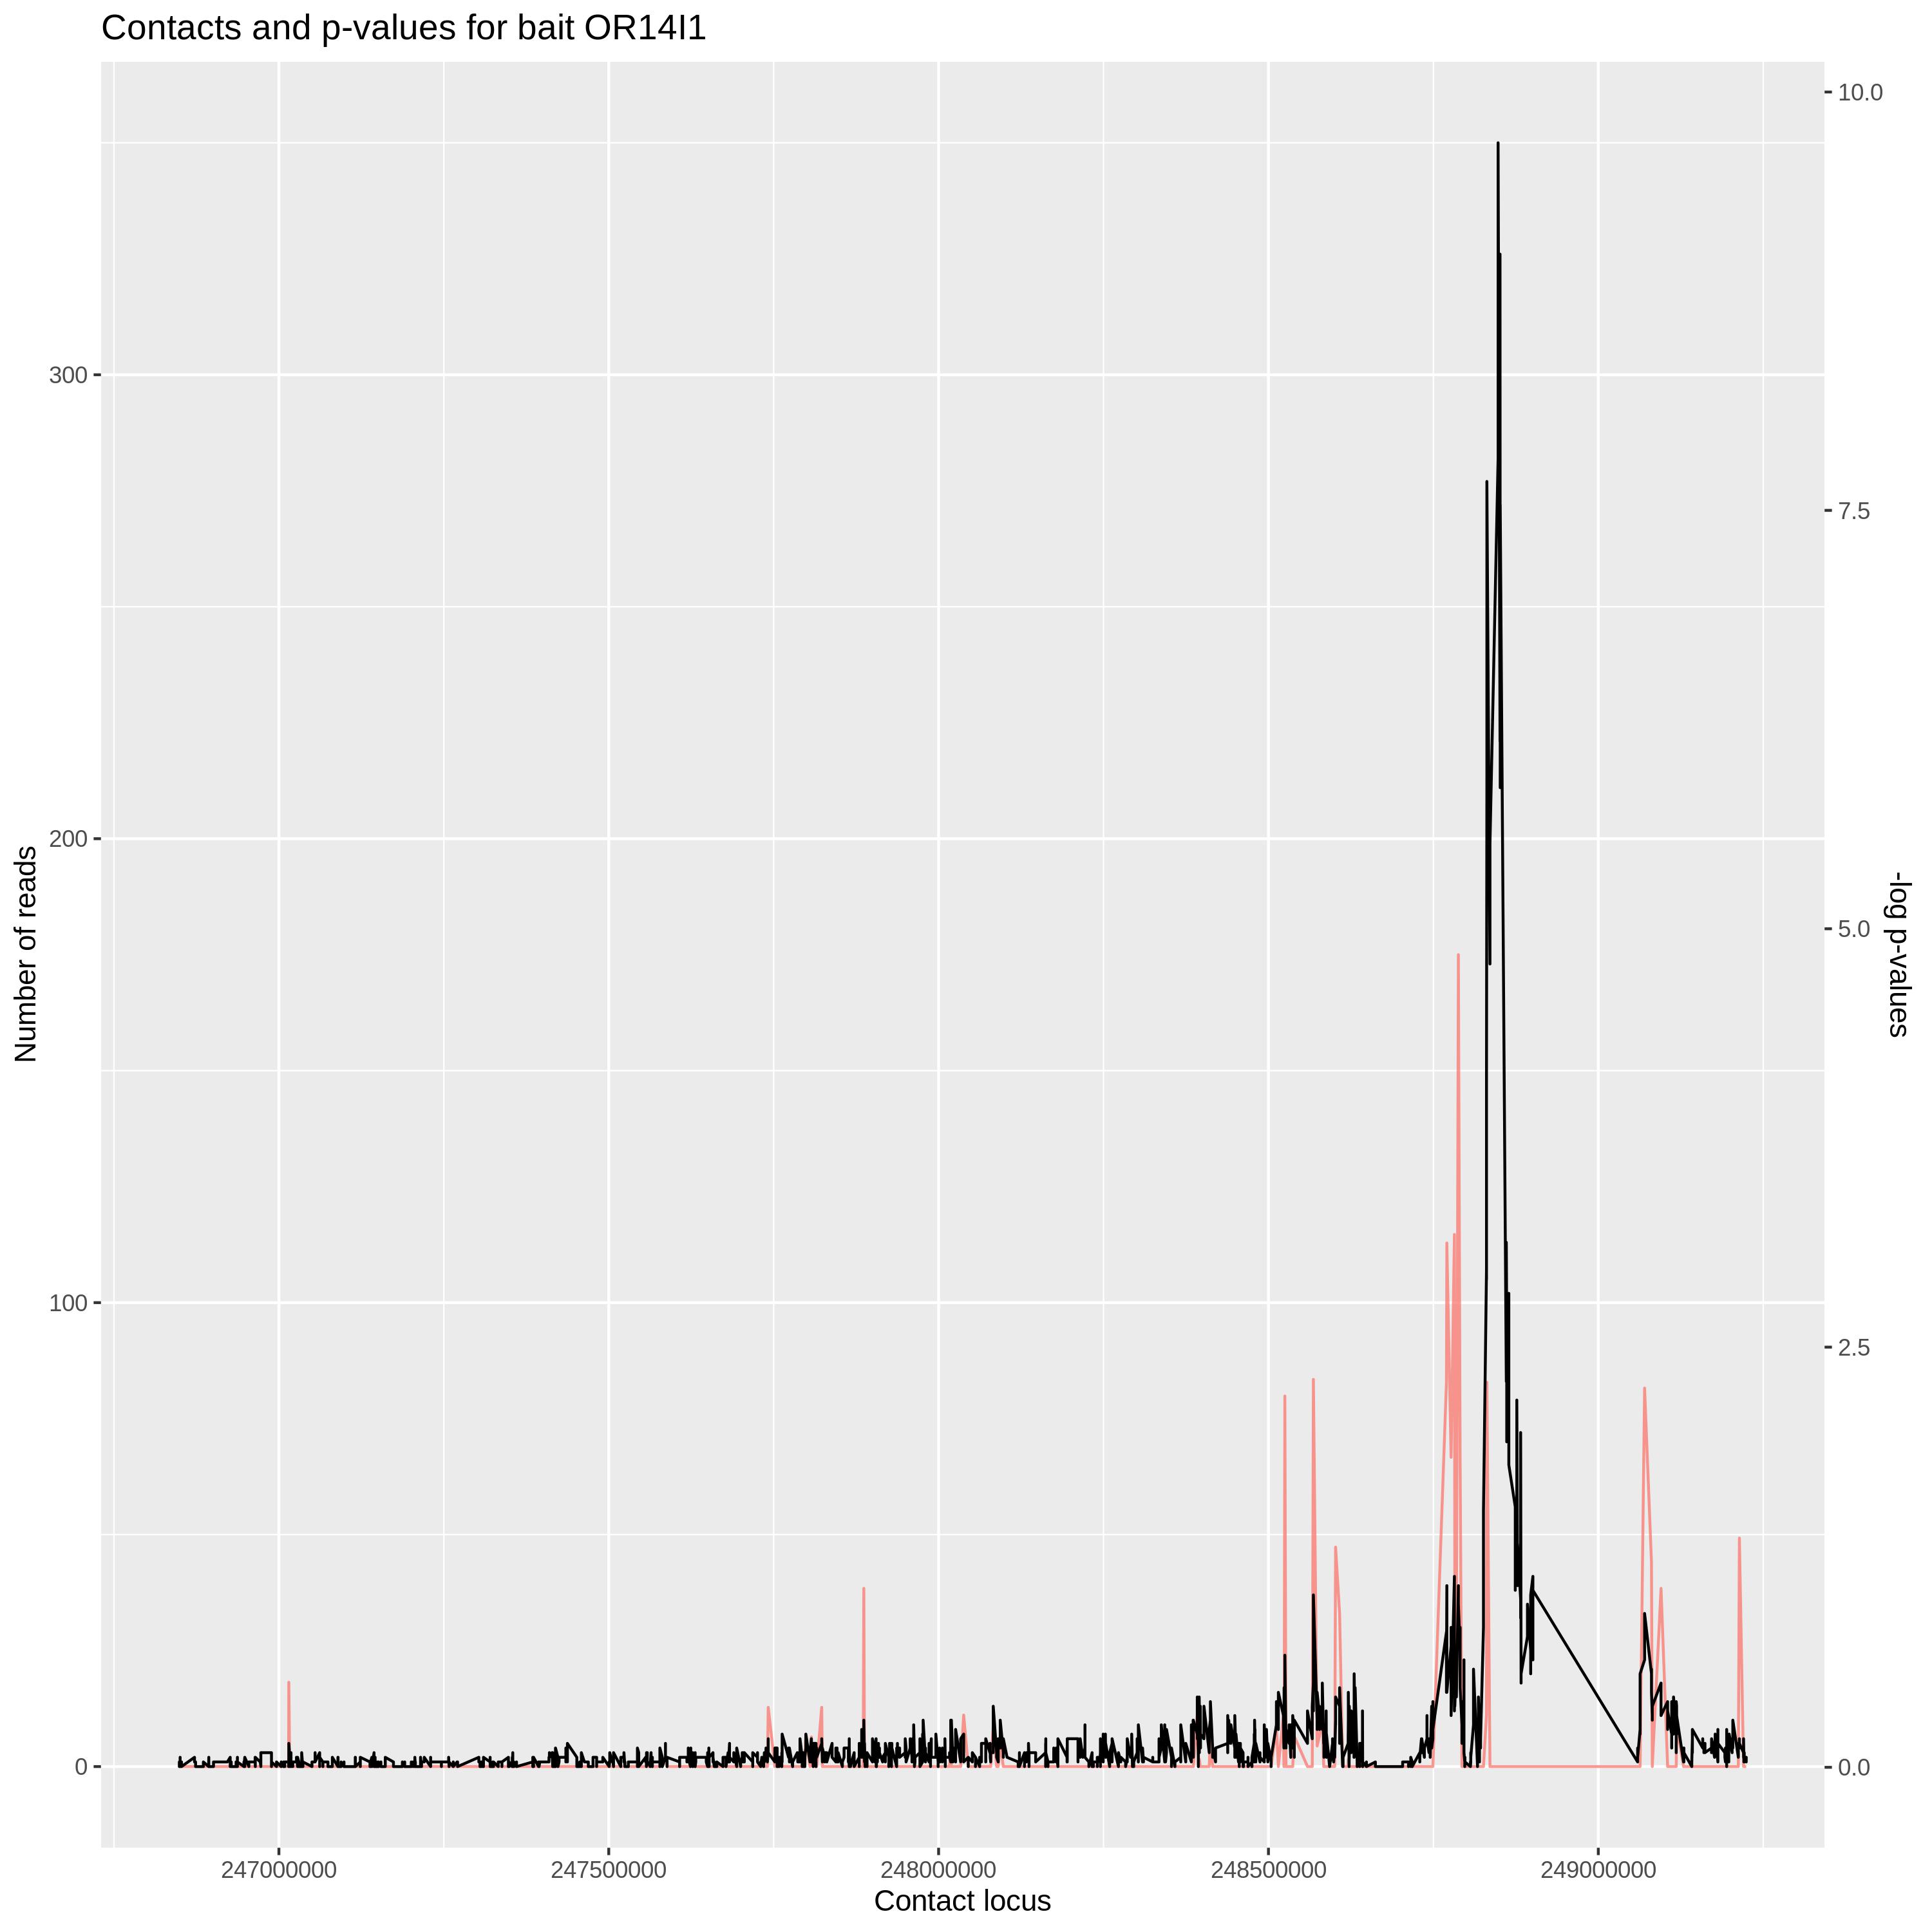 Contacts and p-values for bait OR14I1
10.0
7.5
5.0
2.5
0.0
300
200
100
0
Number of reads
-log p-values
247000000 247500000 248000000 248500000 249000000
Contact locus